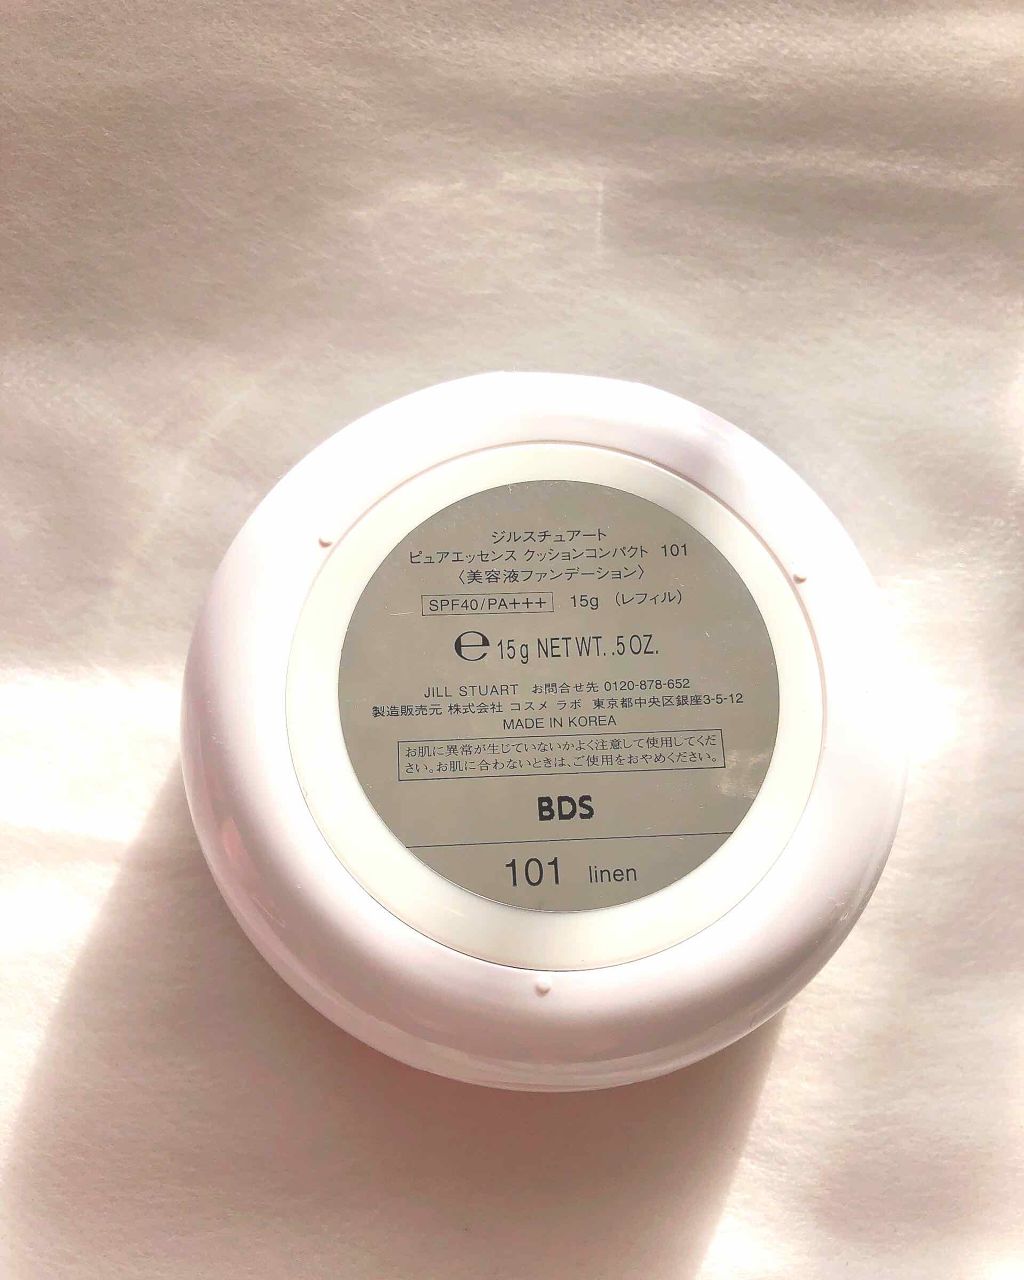 ジルスチュアート
ピュアエッセンス クッションコンパクト 101
〈美容液ファンデーション〉
SPF40/PA+++ 15g (レフィル)
℮ 15g NET WT. .5 OZ.
JILL STUART お問合せ先 0120-878-652
製造販売元 株式会社 コスメ ラボ 東京都中央区銀座3-5-12
MADE IN KOREA
お肌に異常が生じていないかよく注意して使用してくだ
さい。お肌に合わないときは、ご使用をおやめください。
BDS
101 linen